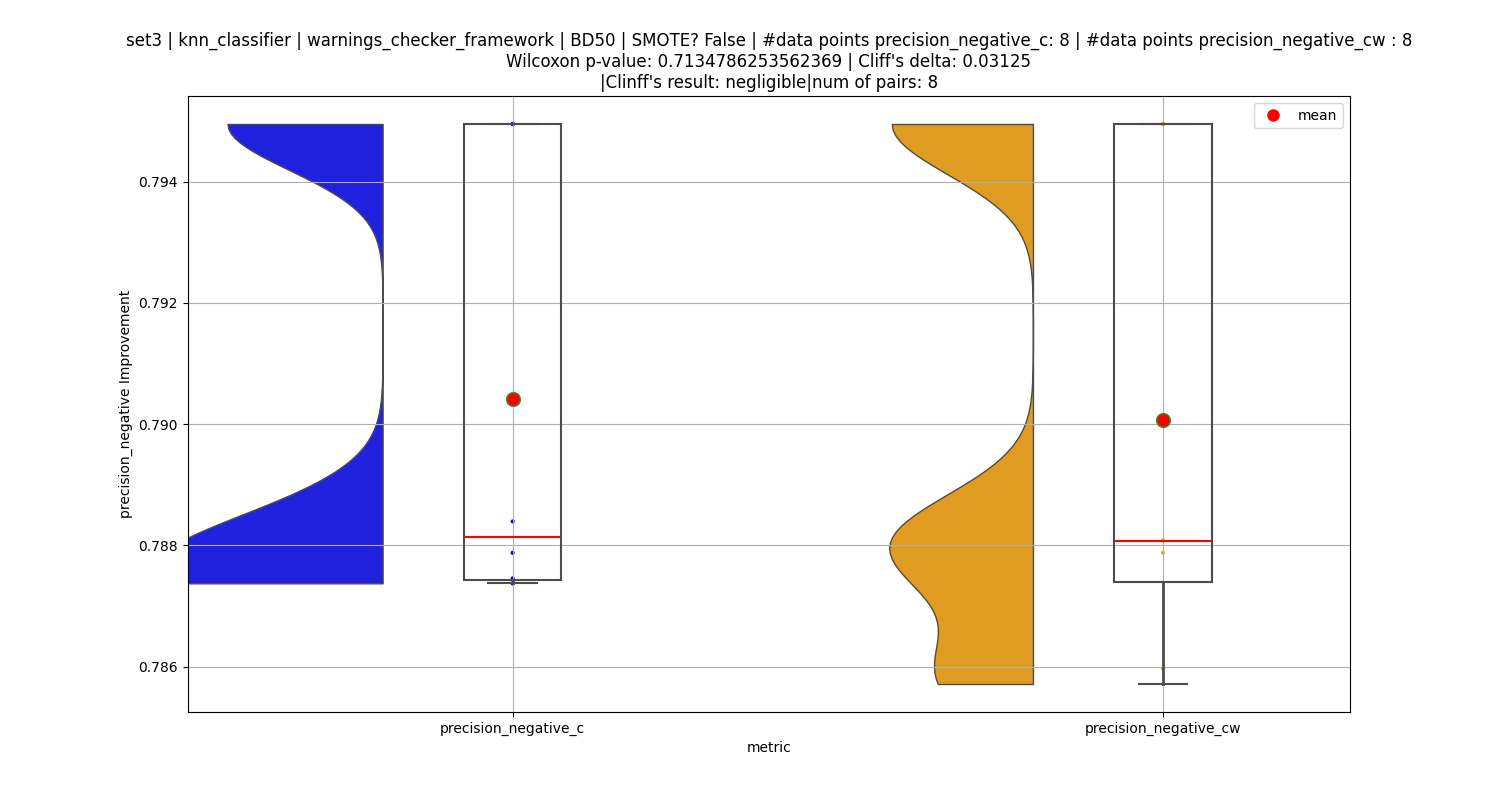 set3 | knn_classifier | warnings_checker_framework | BD50 | SMOTE? False | #data points precision_negative_c: 8 | #data points precision_negative_cw : 8
Wilcoxon p-value: 0.7134786253562369 | Cliff's delta: 0.03125
|Clinff's result: negligible|num of pairs: 8
mean
0.794
0.792
0.790
0.788
0.786
precision_negative Improvement
precision_negative_c
precision_negative_cw
metric